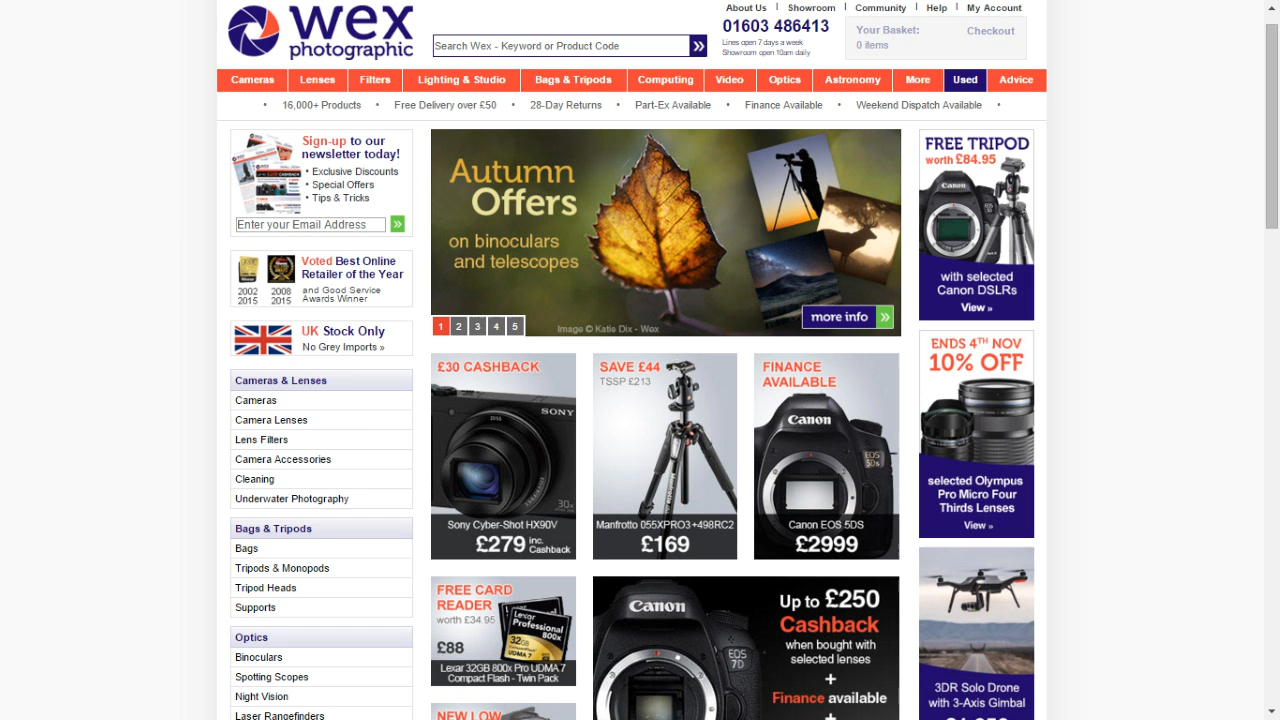 wex
photographic
Search Wex - Keyword or Product Code
About Us
Showroom
Community
Help
My Account
01603 486413
Lines open 7 days a week
Showroom open 10am daily
Your Basket:
0 items
Checkout
Cameras
Lenses
Filters
Lighting & Studio
Bags & Tripods
Computing
Video
Optics
Astronomy
More
Used
Advice
• 16,000+ Products • Free Delivery over £50 • 28-Day Returns • Part-Ex Available • Finance Available • Weekend Dispatch Available •
Sign-up to our
newsletter today!
• Exclusive Discounts
• Special Offers
• Tips & Tricks
Enter your Email Address
Voted Best Online
Retailer of the Year
and Good Service
Awards Winner
2002
2015
2008
2015
UK Stock Only
No Grey Imports »
Cameras & Lenses
Cameras
Camera Lenses
Lens Filters
Camera Accessories
Cleaning
Underwater Photography
Bags & Tripods
Bags
Tripods & Monopods
Tripod Heads
Supports
Optics
Binoculars
Spotting Scopes
Night Vision
Laser Rangefinders
Autumn
Offers
on binoculars
and telescopes
more info
1 2 3 4 5
Image © Katie Dix - Wex
£30 CASHBACK
SONY
30x
Sony Cyber-Shot HX90V
£279 inc.
Cashback
SAVE £44
TSSP £213
Manfrotto 055XPRO3+498RC2
£169
FINANCE
AVAILABLE
Canon
EOS
5Ds
Canon EOS 5DS
£2999
FREE CARD
READER
worth £34.95
£88
Lexar
Professional
800x
32GB
UDMA 7
Lexar 32GB 800x Pro UDMA 7
Compact Flash - Twin Pack
NEW LOW
Canon
EOS
7D
Up to £250
Cashback
when bought with
selected lenses
+
Finance available
+
FREE TRIPOD
worth £84.95
Canon
with selected
Canon DSLRs
View »
ENDS 4TH NOV
10% OFF
selected Olympus
Pro Micro Four
Thirds Lenses
View »
3DR Solo Drone
with 3-Axis Gimbal